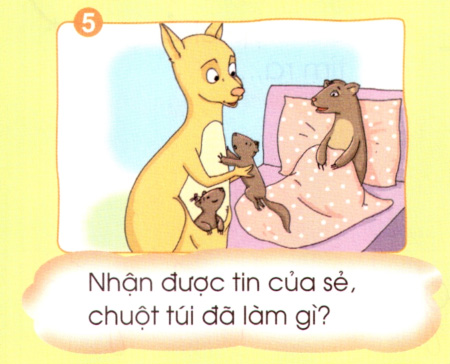 5
Nhận được tin của sẻ,
chuột túi đã làm gì?